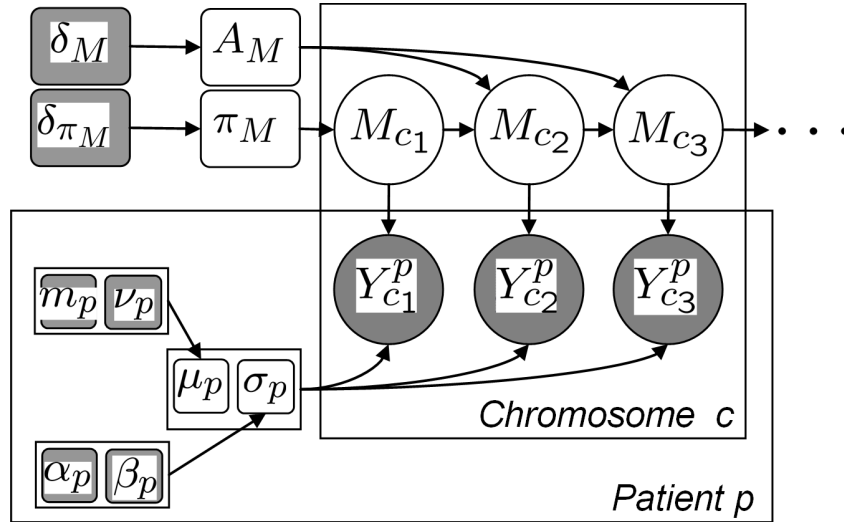 δ_M A_M
δ_{π_M} π_M M_{c_1} M_{c_2} M_{c_3} . . .
m_p ν_p Y^p_{c_1} Y^p_{c_2} Y^p_{c_3}
μ_p σ_p
Chromosome c
α_p β_p
Patient p